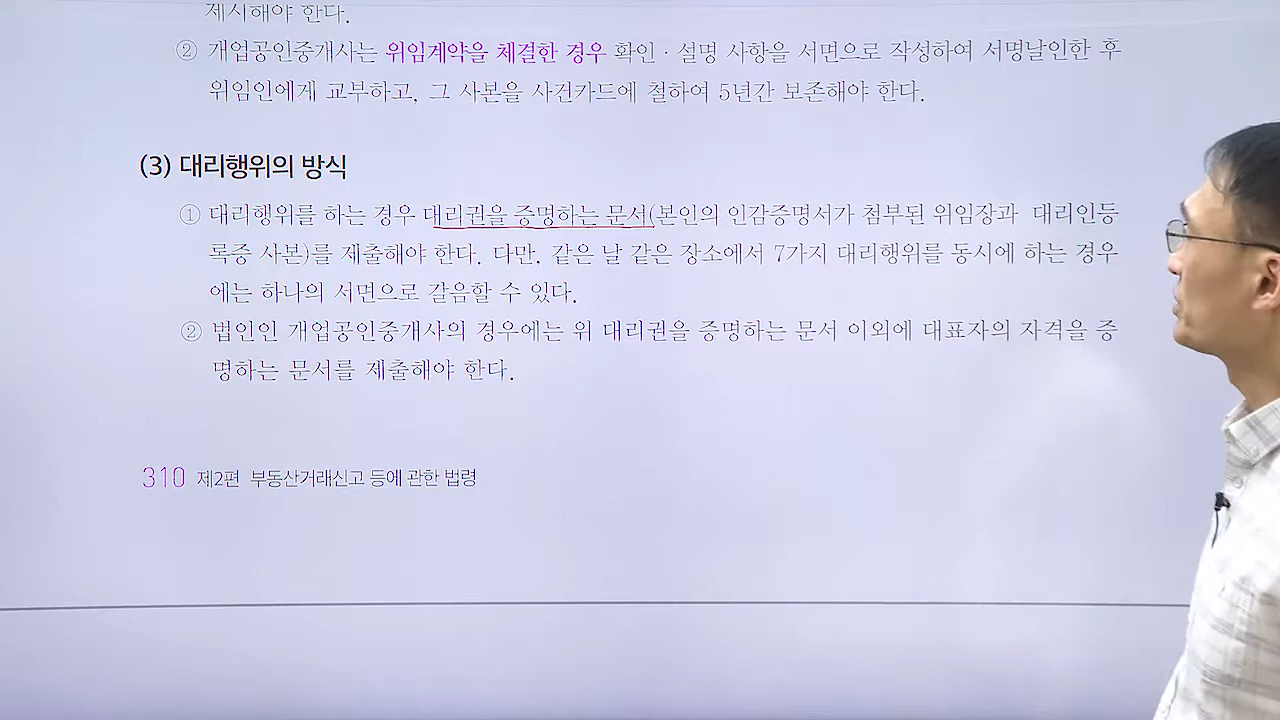 제시해야 한다.
② 개업공인중개사는 위임계약을 체결한 경우 확인 · 설명 사항을 서면으로 작성하여 서명날인한 후
위임인에게 교부하고, 그 사본을 사건카드에 철하여 5년간 보존해야 한다.
(3) 대리행위의 방식
① 대리행위를 하는 경우 대리권을 증명하는 문서(본인의 인감증명서가 첨부된 위임장과 대리인등
록증 사본)를 제출해야 한다. 다만, 같은 날 같은 장소에서 7가지 대리행위를 동시에 하는 경우
에는 하나의 서면으로 갈음할 수 있다.
② 법인인 개업공인중개사의 경우에는 위 대리권을 증명하는 문서 이외에 대표자의 자격을 증
명하는 문서를 제출해야 한다.
310 제2편 부동산거래신고 등에 관한 법령